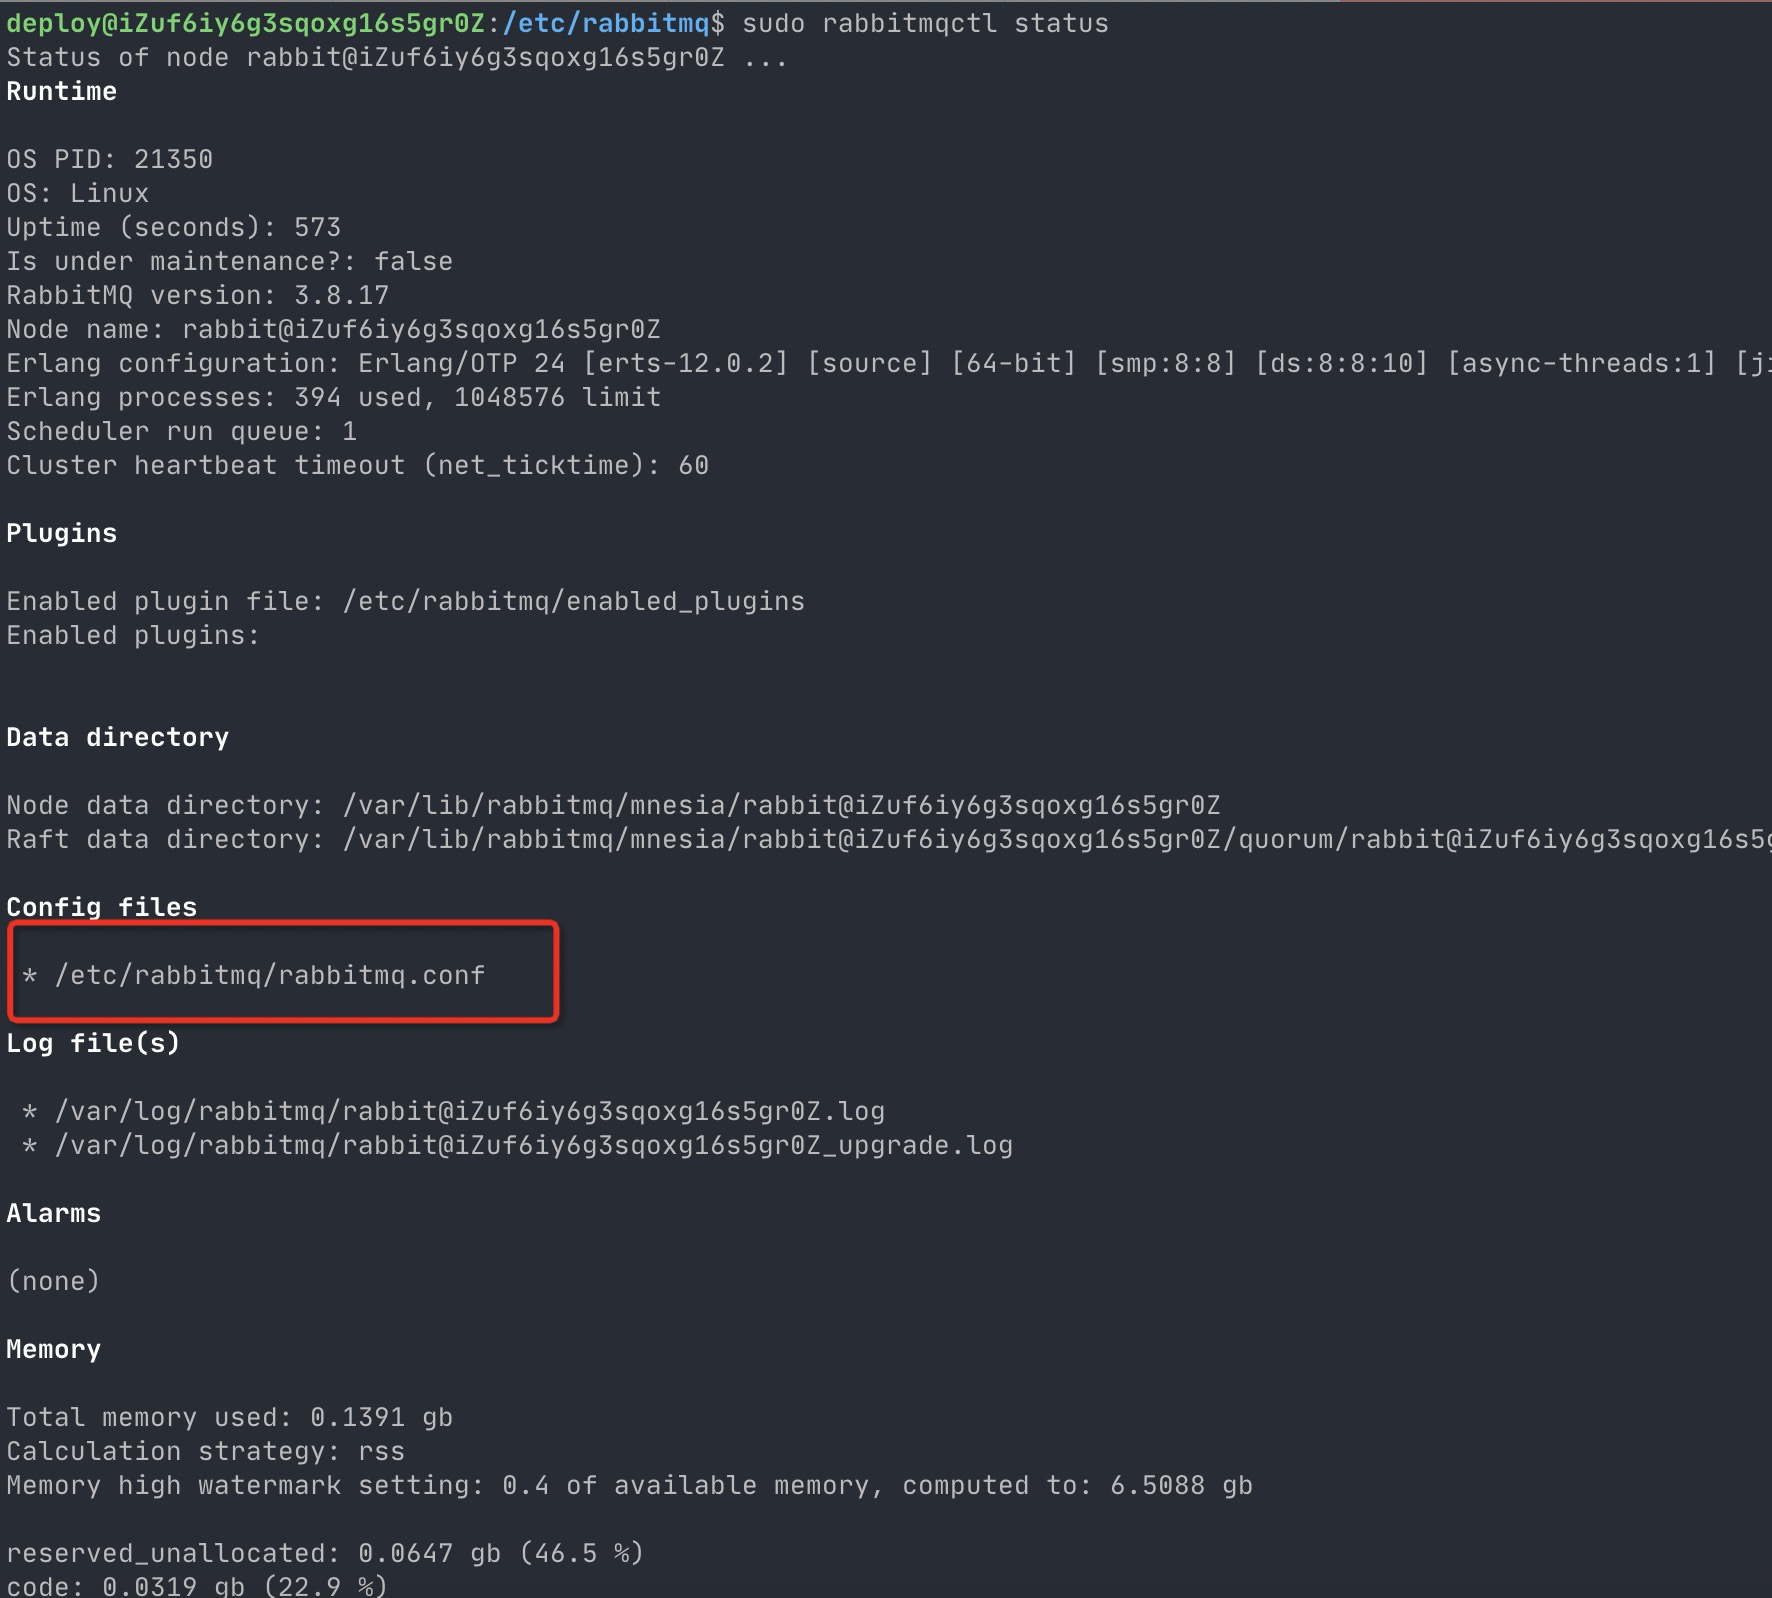 deploy@iZuf6iy6g3sqoxg16s5gr0Z:/etc/rabbitmq$ sudo rabbitmqctl status
Status of node rabbit@iZuf6iy6g3sqoxg16s5gr0Z ...
Runtime
OS PID: 21350
OS: Linux
Uptime (seconds): 573
Is under maintenance?: false
RabbitMQ version: 3.8.17
Node name: rabbit@iZuf6iy6g3sqoxg16s5gr0Z
Erlang configuration: Erlang/OTP 24 [erts-12.0.2] [source] [64-bit] [smp:8:8] [ds:8:8:10] [async-threads:1] [j
Erlang processes: 394 used, 1048576 limit
Scheduler run queue: 1
Cluster heartbeat timeout (net_ticktime): 60
Plugins
Enabled plugin file: /etc/rabbitmq/enabled_plugins
Enabled plugins:
Data directory
Node data directory: /var/lib/rabbitmq/mnesia/rabbit@iZuf6iy6g3sqoxg16s5gr0Z
Raft data directory: /var/lib/rabbitmq/mnesia/rabbit@iZuf6iy6g3sqoxg16s5gr0Z/quorum/rabbit@iZuf6iy6g3sqoxg16s5g
Config files
* /etc/rabbitmq/rabbitmq.conf
Log file(s)
* /var/log/rabbitmq/rabbit@iZuf6iy6g3sqoxg16s5gr0Z.log
* /var/log/rabbitmq/rabbit@iZuf6iy6g3sqoxg16s5gr0Z_upgrade.log
Alarms
(none)
Memory
Total memory used: 0.1391 gb
Calculation strategy: rss
Memory high watermark setting: 0.4 of available memory, computed to: 6.5088 gb
reserved_unallocated: 0.0647 gb (46.5 %)
code: 0.0319 gb (22.9 %)